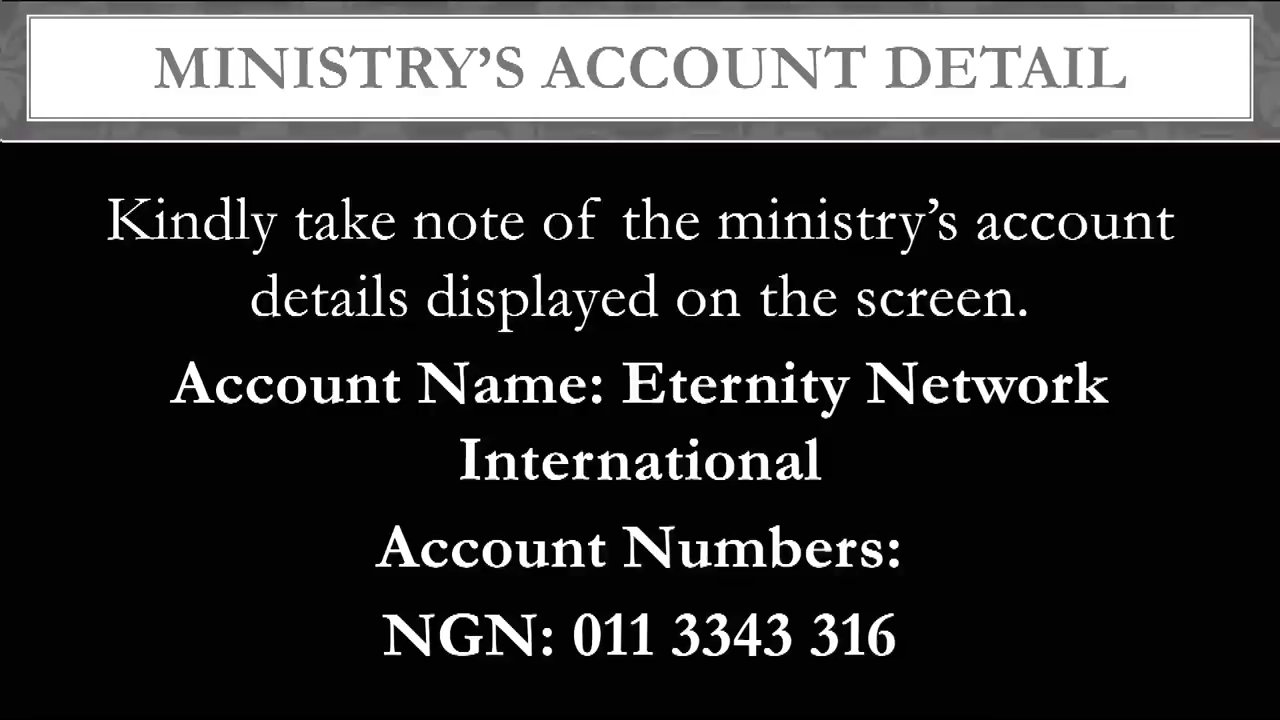 MINISTRY'S ACCOUNT DETAIL
Kindly take note of the ministry's account
details displayed on the screen.
Account Name: Eternity Network
International
Account Numbers:
NGN: 011 3343 316